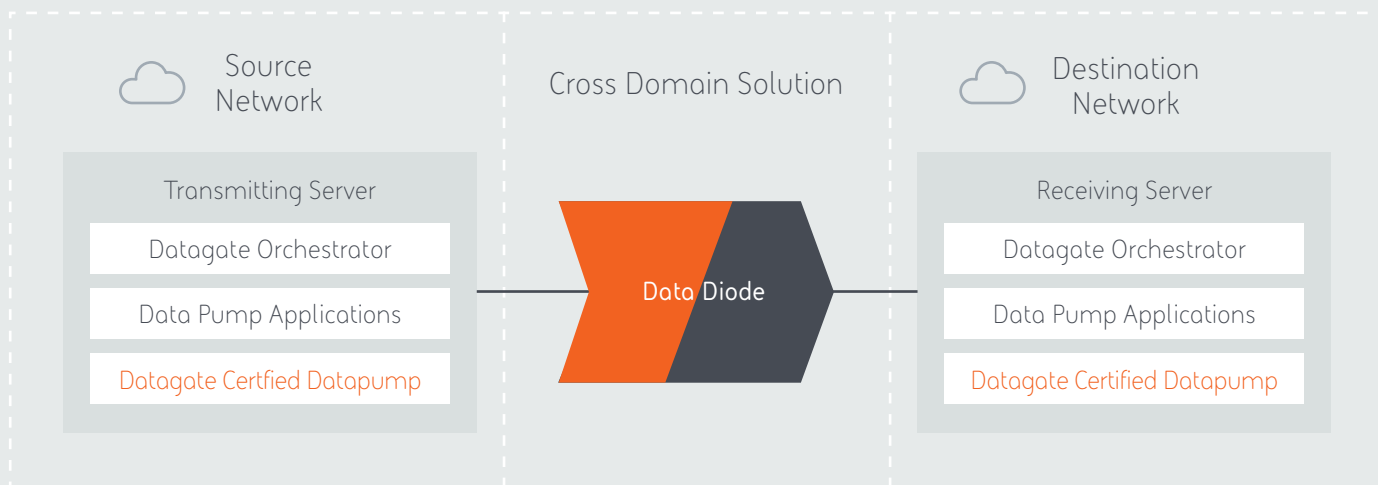 Source
Network
Cross Domain Solution
Destination
Network
Transmitting Server
Datagate Orchestrator
Data Pump Applications
Datagate Certfied Datapump
Data Diode
Receiving Server
Datagate Orchestrator
Data Pump Applications
Datagate Certified Datapump